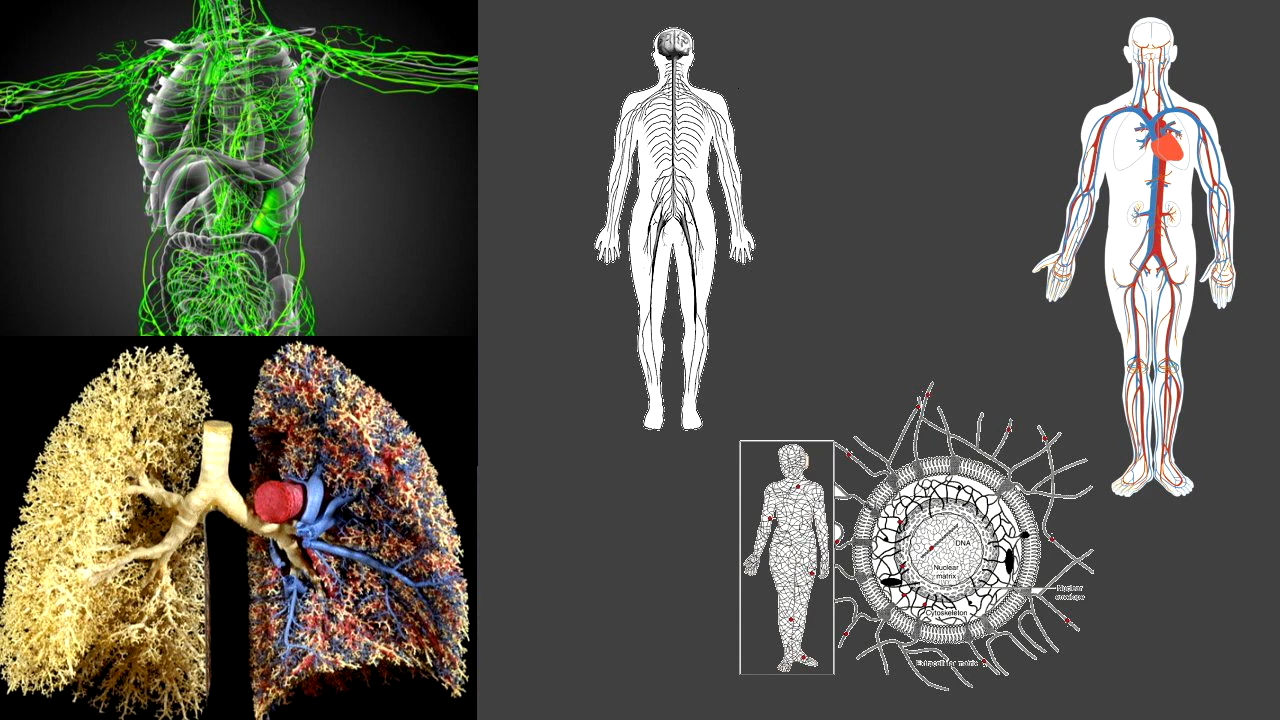 DNA
Nuclear
matrix
Cytoskeleton
Nuclear
envelope
Extracellular matrix